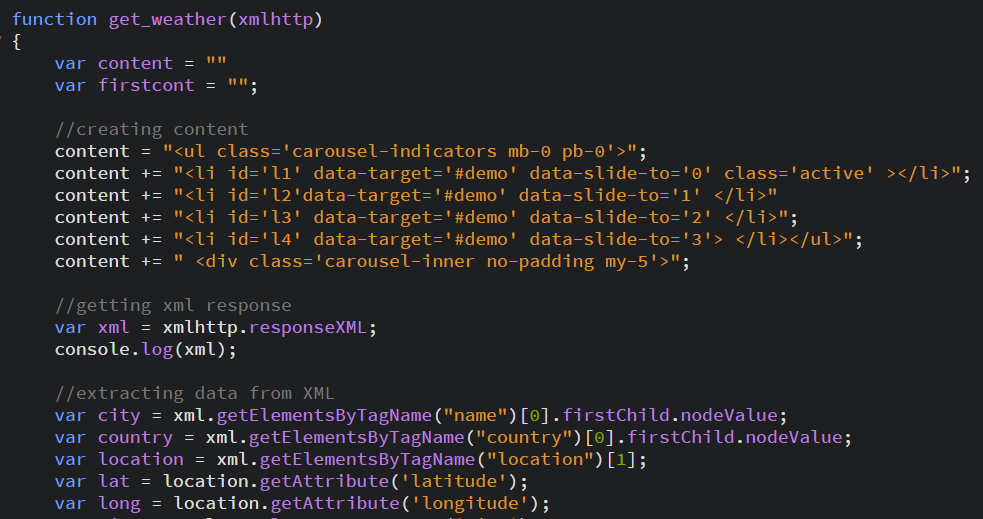 function get_weather(xmlhttp)
{
var content = ""
var firstcont = "";
//creating content
content = "<ul class='carousel-indicators mb-0 pb-0'>";
content += "<li id='l1' data-target='#demo' data-slide-to='0' class='active' ></li>";
content += "<li id='l2'data-target='#demo' data-slide-to='1' </li>"
content += "<li id='l3' data-target='#demo' data-slide-to='2' </li>";
content += "<li id='l4' data-target='#demo' data-slide-to='3'> </li></ul>";
content += " <div class='carousel-inner no-padding my-5'>";
//getting xml response
var xml = xmlhttp.responseXML;
console.log(xml);
//extracting data from XML
var city = xml.getElementsByTagName("name")[0].firstChild.nodeValue;
var country = xml.getElementsByTagName("country")[0].firstChild.nodeValue;
var location = xml.getElementsByTagName("location")[1];
var lat = location.getAttribute('latitude');
var long = location.getAttribute('longitude');